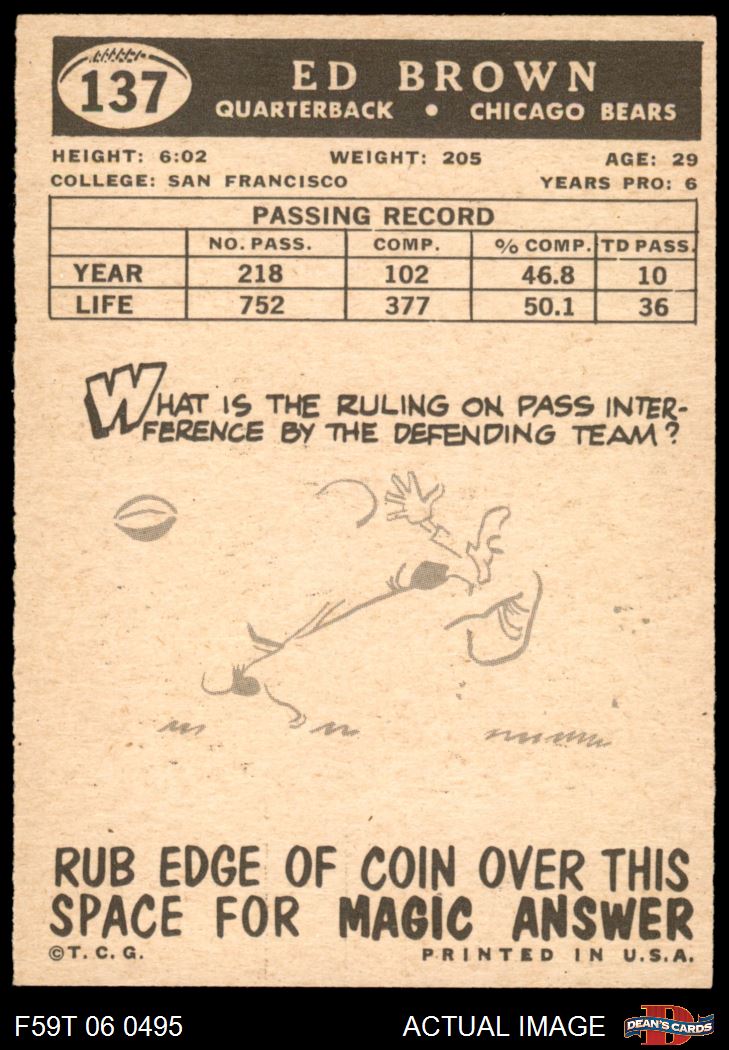 137
ED BROWN
QUARTERBACK • CHICAGO BEARS
HEIGHT: 6:02 WEIGHT: 205 AGE: 29
COLLEGE: SAN FRANCISCO YEARS PRO: 6
PASSING RECORD
NO. PASS. COMP. % COMP. TD PASS.
YEAR 218 102 46.8 10
LIFE 752 377 50.1 36
WHAT IS THE RULING ON PASS INTER-
FERENCE BY THE DEFENDING TEAM?
RUB EDGE OF COIN OVER THIS
SPACE FOR MAGIC ANSWER
©T. C. G. PRINTED IN U.S.A.
F59T 06 0495 ACTUAL IMAGE D DEAN'S CARDS